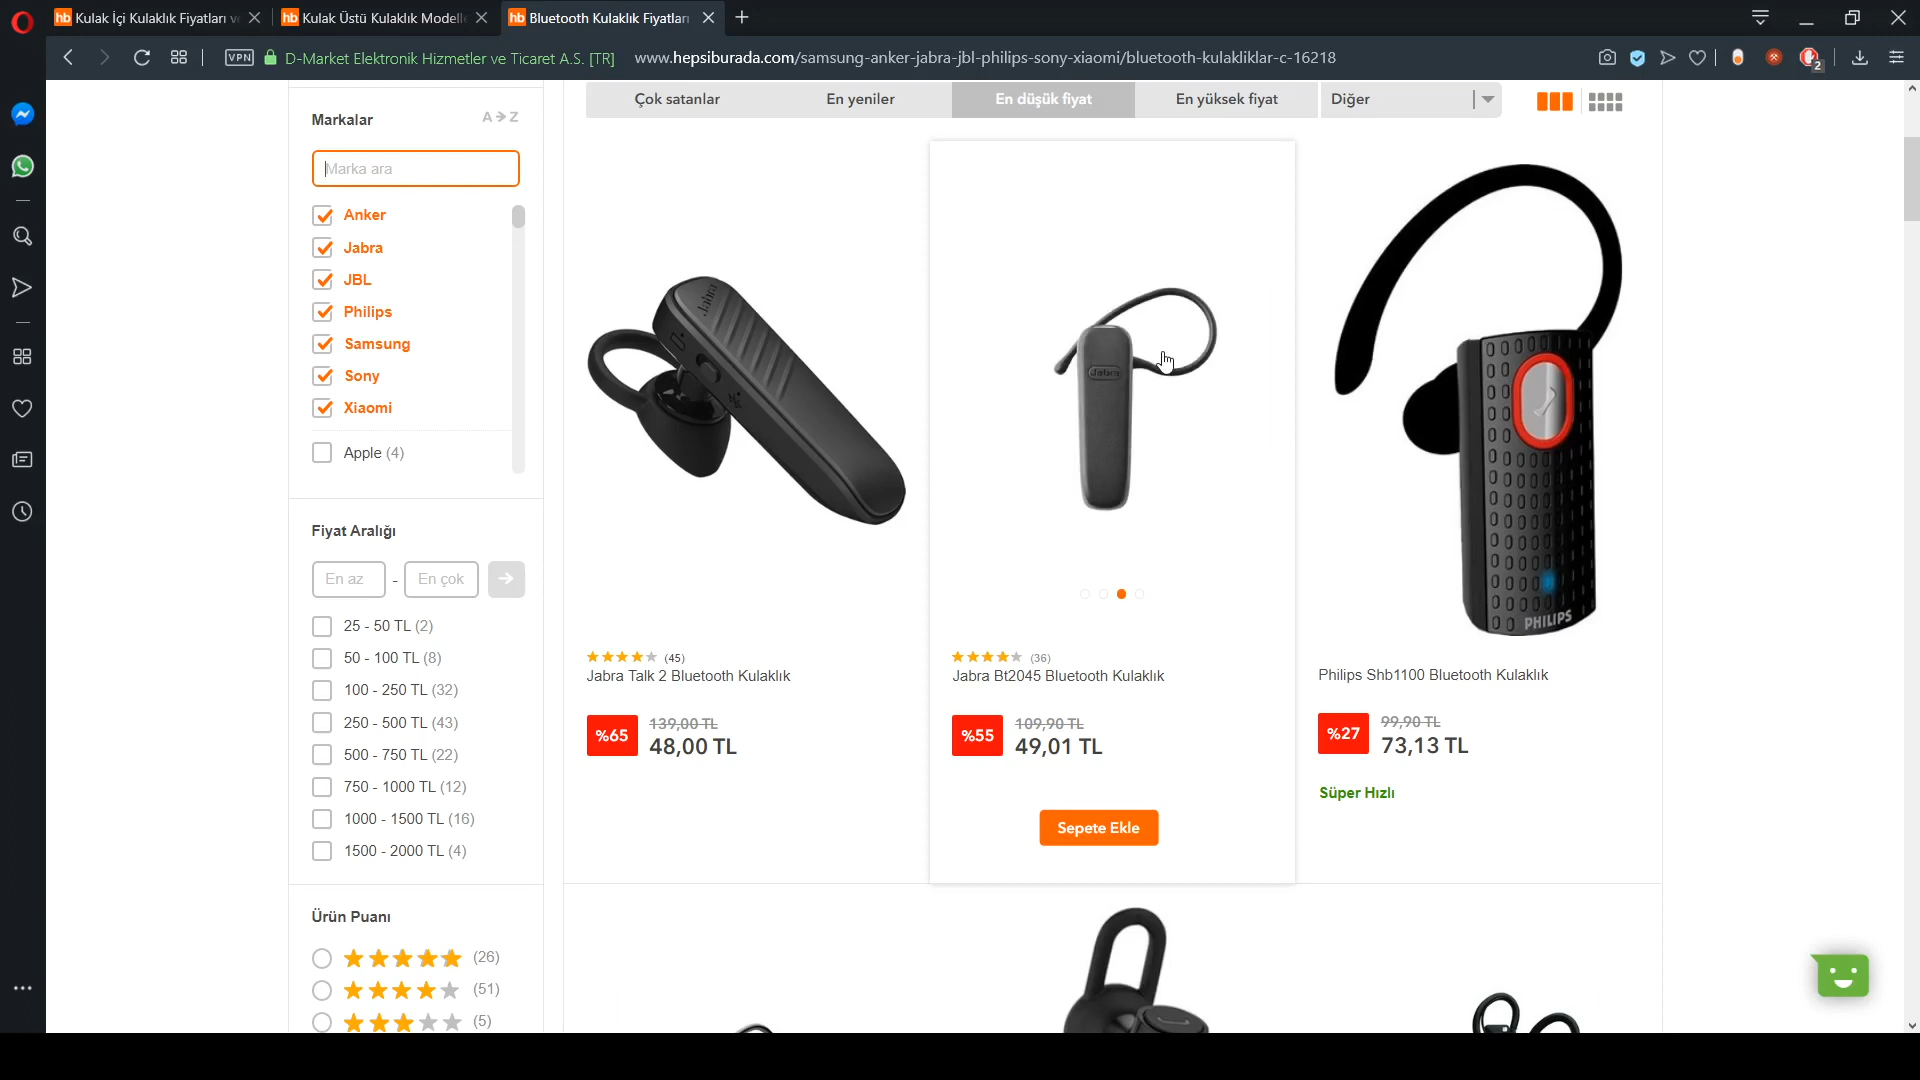 hb Kulak İçi Kulaklık Fiyatları v
hb Kulak Üstü Kulaklık Modell
hb Bluetooth Kulaklık Fiyatları
VPN D-Market Elektronik Hizmetler ve Ticaret A.S. [TR] www.hepsiburada.com/samsung-anker-jabra-jbl-philips-sony-xiaomi/bluetooth-kulakliklar-c-16218
2
Markalar A Z
Marka ara
Anker
Jabra
JBL
Philips
Samsung
Sony
Xiaomi
Apple (4)
Fiyat Aralığı
En az - En çok
25 - 50 TL (2)
50 - 100 TL (8)
100 - 250 TL (32)
250 - 500 TL (43)
500 - 750 TL (22)
750 - 1000 TL (12)
1000 - 1500 TL (16)
1500 - 2000 TL (4)
Ürün Puanı
(26)
(51)
(5)
Çok satanlar En yeniler En düşük fiyat En yüksek fiyat Diğer
Jabra
(45)
Jabra Talk 2 Bluetooth Kulaklık
%65 139,00 TL
48,00 TL
Jabra
(36)
Jabra Bt2045 Bluetooth Kulaklık
%55 109,90 TL
49,01 TL
Sepete Ekle
PHILIPS
Philips Shb1100 Bluetooth Kulaklık
%27 99,90 TL
73,13 TL
Süper Hızlı